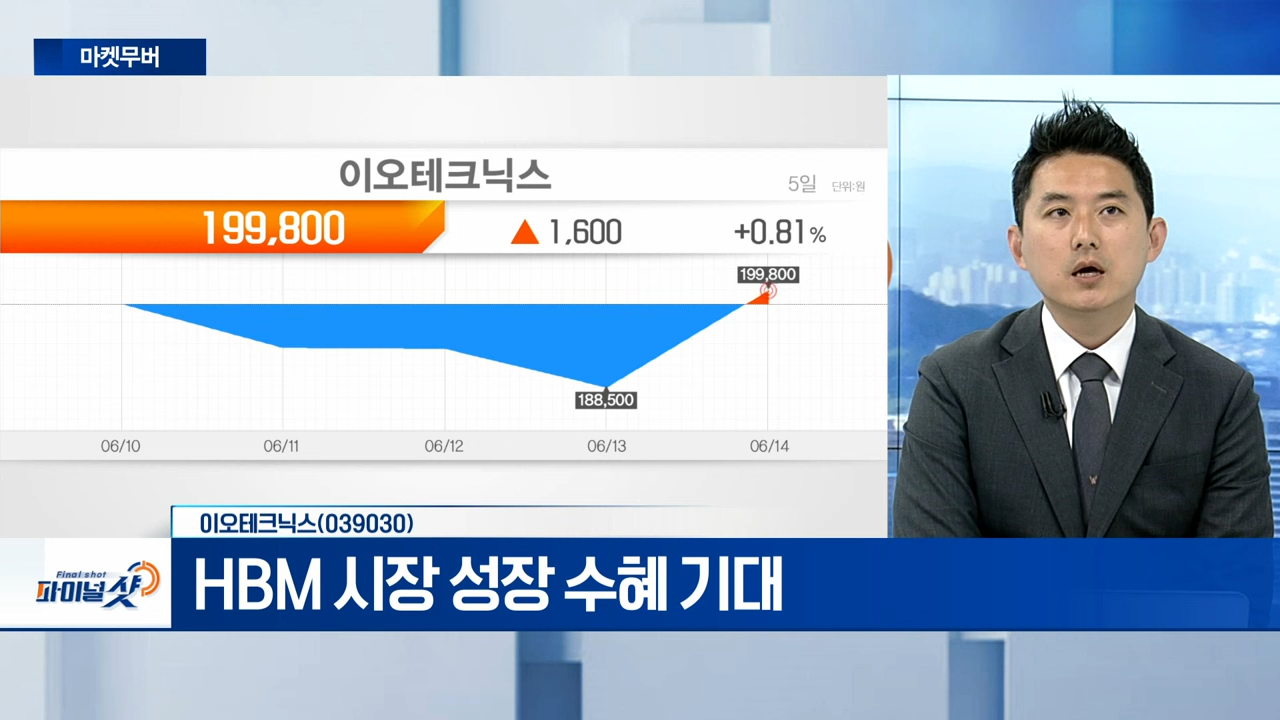 마켓무버
이오테크닉스
5일 단위:원
199,800 ▲ 1,600 +0.81%
199,800
188,500
06/10 06/11 06/12 06/13 06/14
이오테크닉스(039030)
Final shot
파이널샷
HBM 시장 성장 수혜 기대